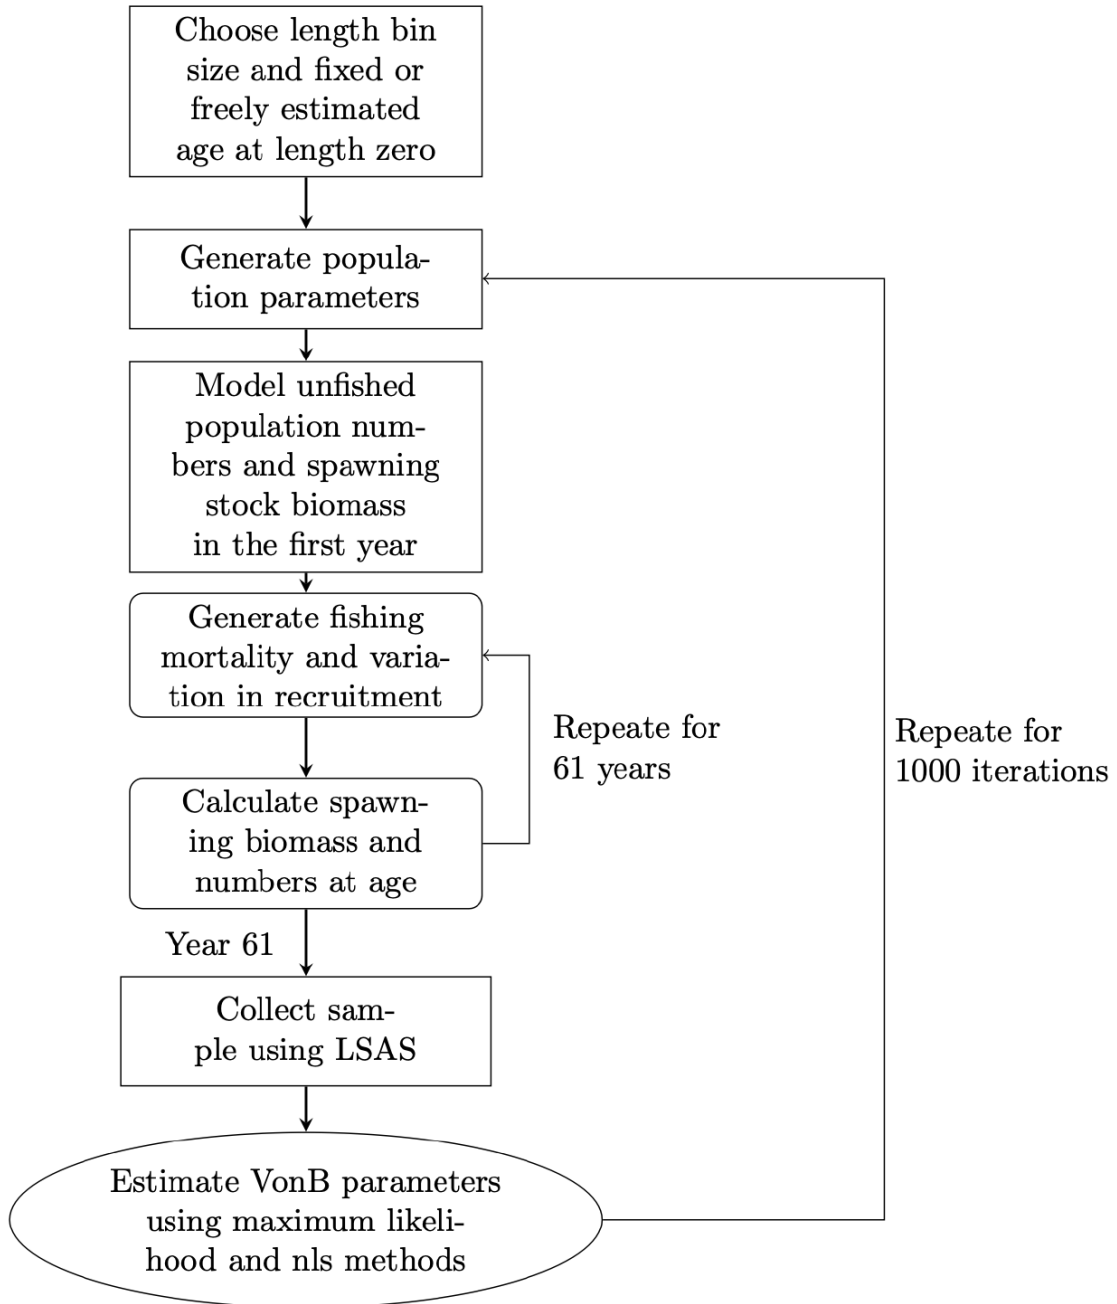 Choose length bin
size and fixed or
freely estimated
age at length zero
Generate popula-
tion parameters
Model unfished
population num-
bers and spawning
stock biomass
in the first year
Generate fishing
mortality and varia-
tion in recruitment
Repeate for
61 years
Repeate for
1000 iterations
Calculate spawn-
ing biomass and
numbers at age
Year 61
Collect sam-
ple using LSAS
Estimate VonB parameters
using maximum likeli-
hood and nls methods